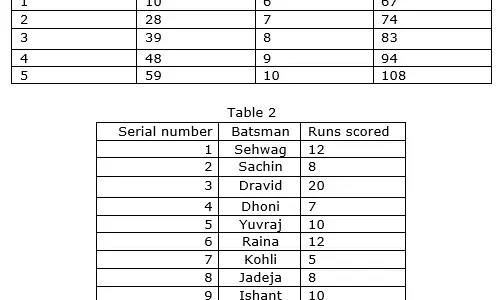 1 10 6 67
2 28 7 74
3 39 8 83
4 48 9 94
5 59 10 108
Table 2
Serial number Batsman Runs scored
1 Sehwag 12
2 Sachin 8
3 Dravid 20
4 Dhoni 7
5 Yuvraj 10
6 Raina 12
7 Kohli 5
8 Jadeja 8
9 Ishant 10